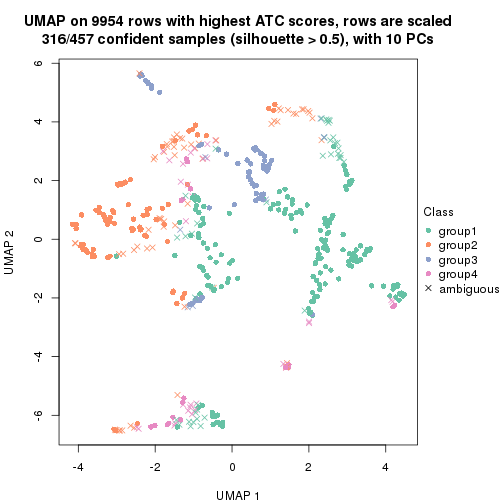 UMAP on 9954 rows with highest ATC scores, rows are scaled
316/457 confident samples (silhouette > 0.5), with 10 PCs
6
4
2
0
-2
-4
-6
UMAP 2
-4
-2
0
2
4
UMAP 1
Class
group1
group2
group3
group4
ambiguous